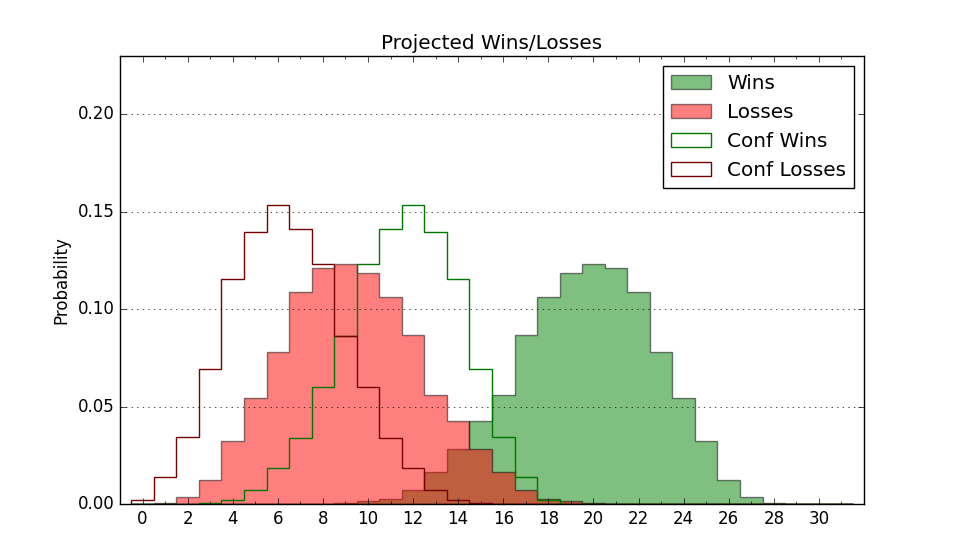 Projected Wins/Losses
Wins
Losses
Conf Wins
Conf Losses
Probability
0.20
0.15
0.10
0.05
0.00
0 2 4 6 8 10 12 14 16 18 20 22 24 26 28 30